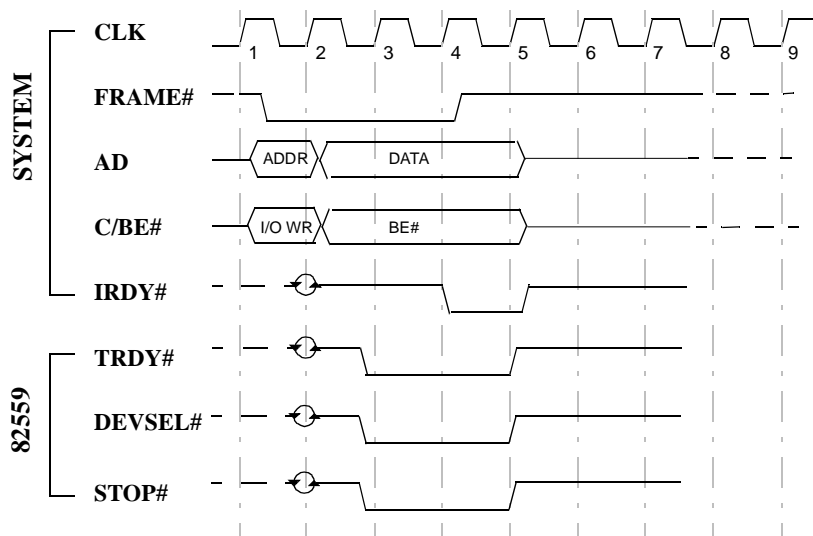 SYSTEM
CLK
1 2 3 4 5 6 7 8 9
FRAME#
AD
ADDR DATA
C/BE#
I/O WR BE#
IRDY#
82559
TRDY#
DEVSEL#
STOP#